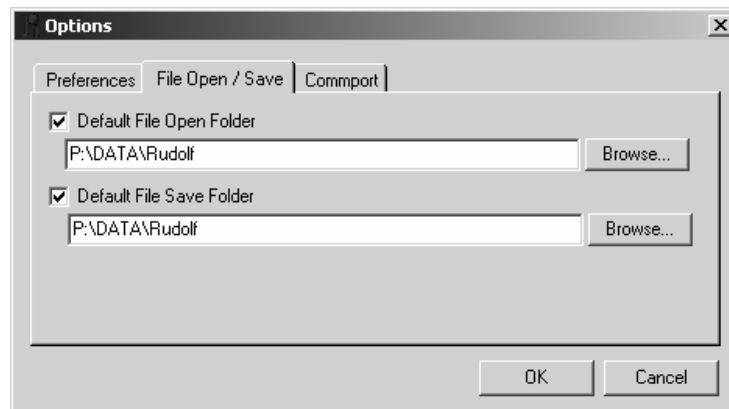 Options
Preferences File Open / Save Commport
Default File Open Folder
P:\DATA\Rudolf Browse...
Default File Save Folder
P:\DATA\Rudolf Browse...
OK Cancel